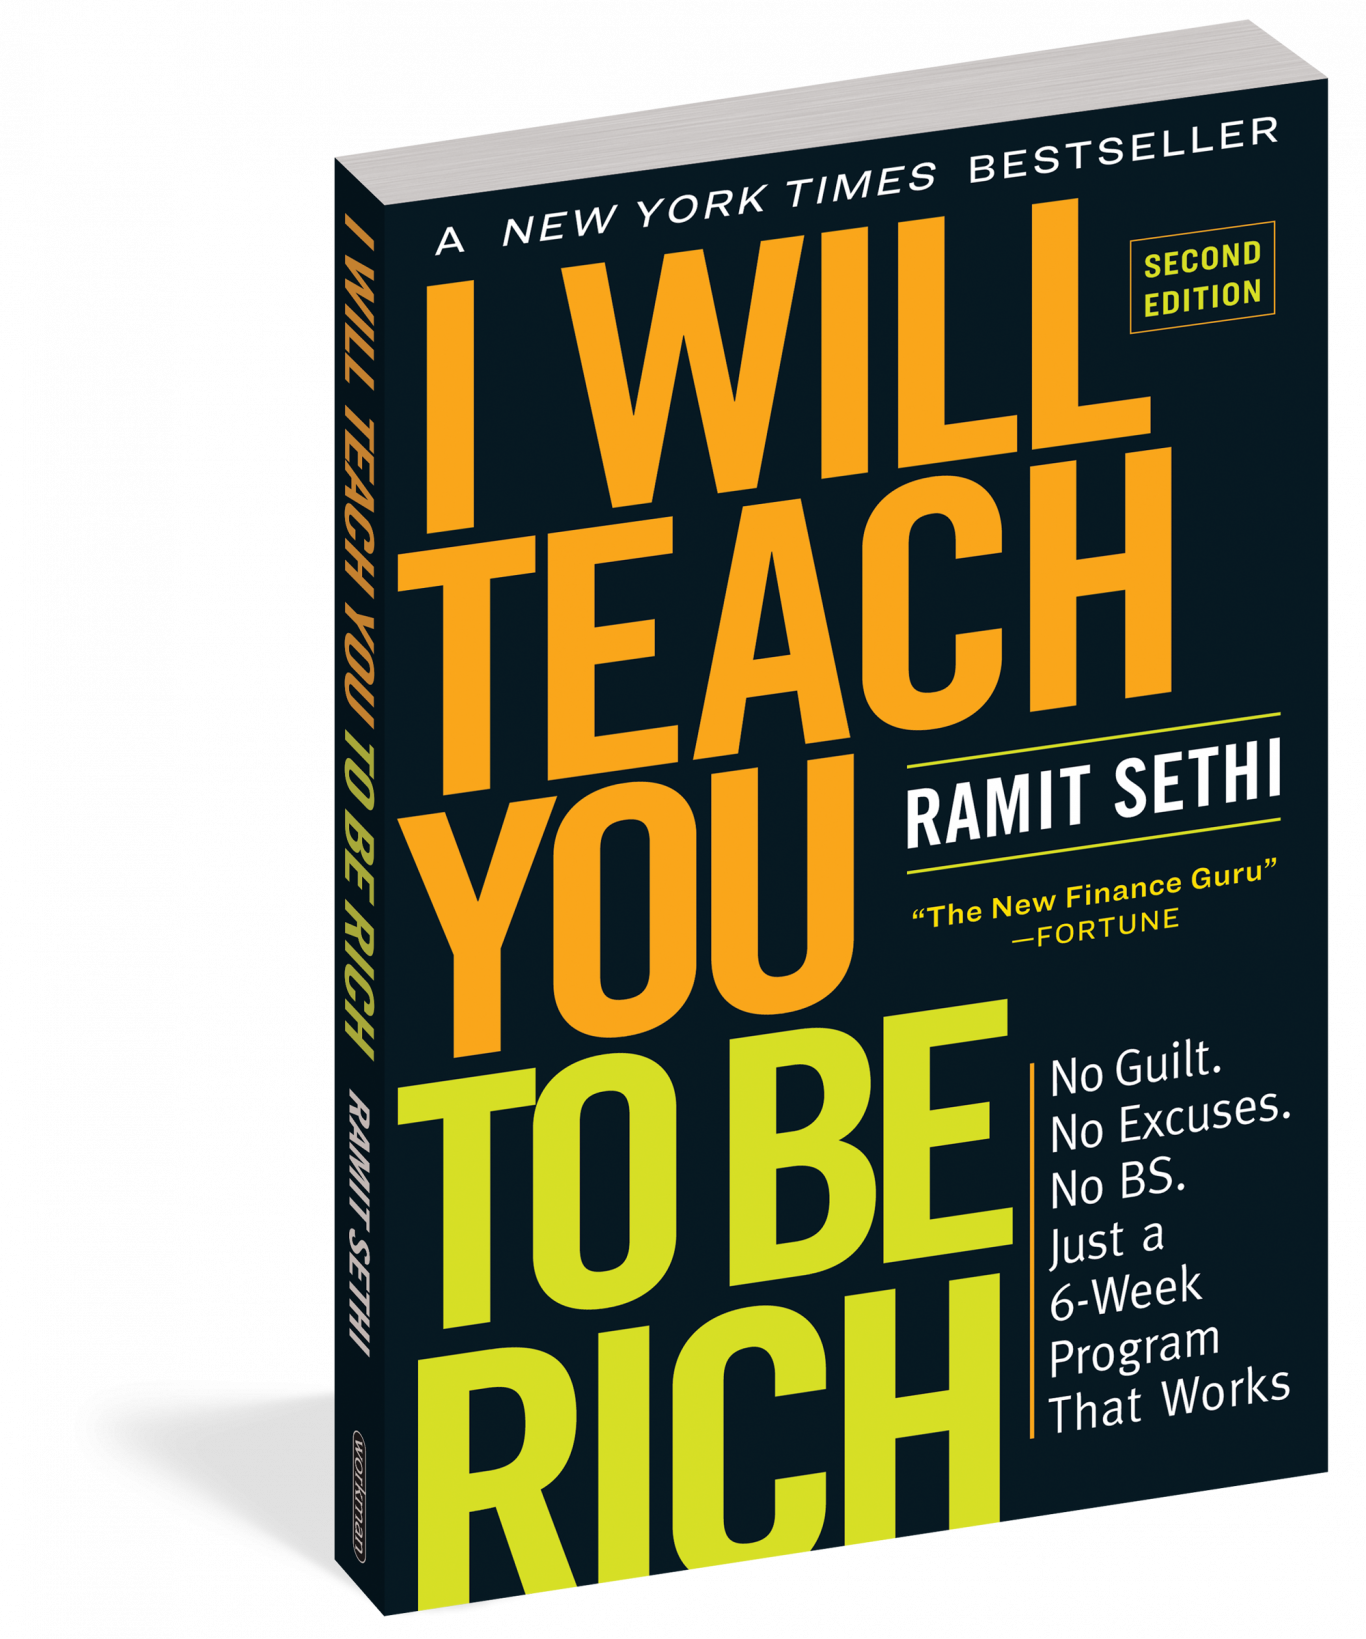 A NEW YORK TIMES BESTSELLER
SECOND
EDITION
I WILL
TEACH
YOU
TO BE
RICH
RAMIT SETHI
“The New Finance Guru”
—FORTUNE
No Guilt.
No Excuses.
No BS.
Just a
6-Week
Program
That Works
I WILL TEACH YOU TO BE RICH RAMIT SETHI
workman